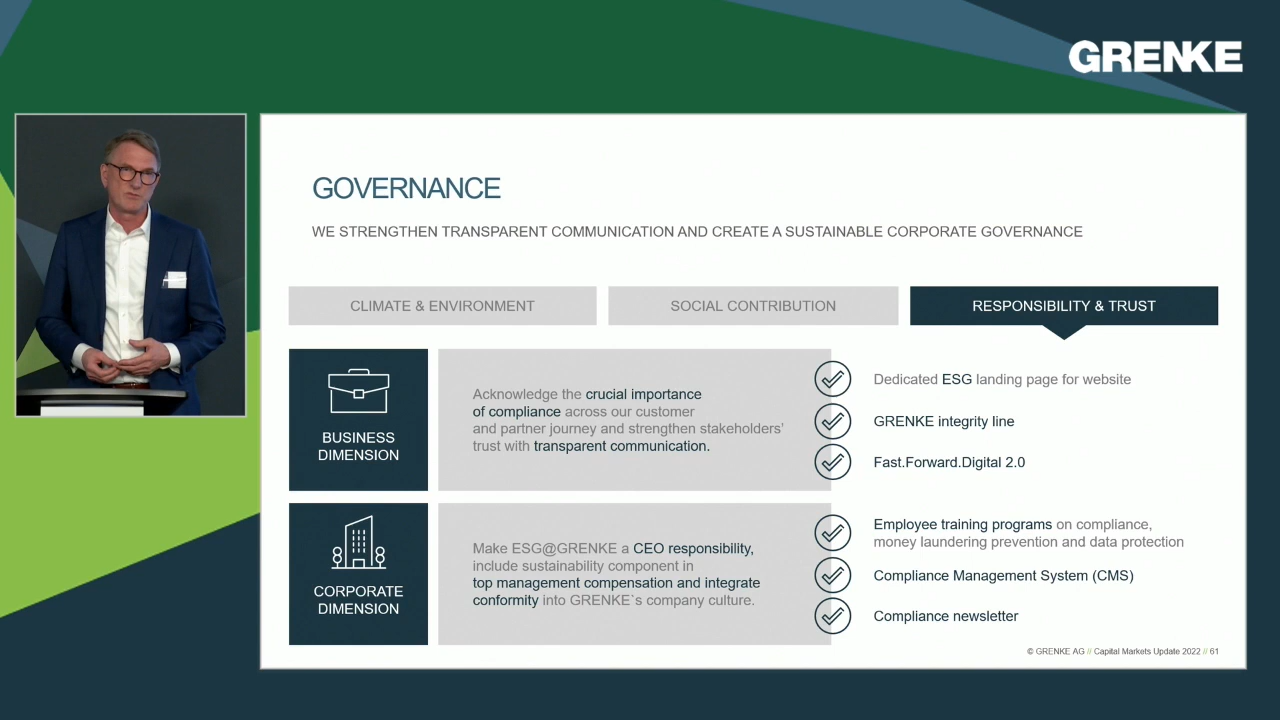 GRENKE
GOVERNANCE
WE STRENGTHEN TRANSPARENT COMMUNICATION AND CREATE A SUSTAINABLE CORPORATE GOVERNANCE
CLIMATE & ENVIRONMENT
SOCIAL CONTRIBUTION
RESPONSIBILITY & TRUST
BUSINESS
DIMENSION
Acknowledge the crucial importance
of compliance across our customer
and partner journey and strengthen stakeholders'
trust with transparent communication.
Dedicated ESG landing page for website
GRENKE integrity line
Fast.Forward.Digital 2.0
CORPORATE
DIMENSION
Make ESG@GRENKE a CEO responsibility,
include sustainability component in
top management compensation and integrate
conformity into GRENKE`s company culture.
Employee training programs on compliance,
money laundering prevention and data protection
Compliance Management System (CMS)
Compliance newsletter
© GRENKE AG // Capital Markets Update 2022 // 61